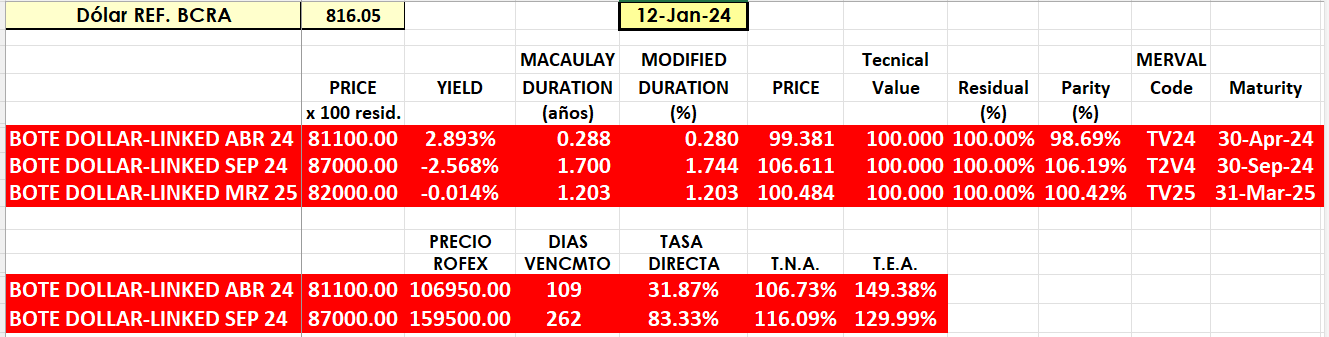 Dólar REF. BCRA 816.05 12-Jan-24
MACAULAY MODIFIED Tecnical MERVAL
PRICE YIELD DURATION DURATION PRICE Value Residual Parity Code Maturity
x 100 resid. (años) (%) (%) (%)
BOTE DOLLAR-LINKED ABR 24 81100.00 2.893% 0.288 0.280 99.381 100.000 100.00% 98.69% TV24 30-Apr-24
BOTE DOLLAR-LINKED SEP 24 87000.00 -2.568% 1.700 1.744 106.611 100.000 100.00% 106.19% T2V4 30-Sep-24
BOTE DOLLAR-LINKED MRZ 25 82000.00 -0.014% 1.203 1.203 100.484 100.000 100.00% 100.42% TV25 31-Mar-25
PRECIO DIAS TASA
ROFEX VENCMTO DIRECTA T.N.A. T.E.A.
BOTE DOLLAR-LINKED ABR 24 81100.00 106950.00 109 31.87% 106.73% 149.38%
BOTE DOLLAR-LINKED SEP 24 87000.00 159500.00 262 83.33% 116.09% 129.99%